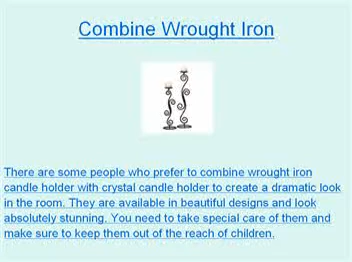 Combine Wrought Iron
There are some people who prefer to combine wrought iron
candle holder with crystal candle holder to create a dramatic look
in the room. They are available in beautiful designs and look
absolutely stunning. You need to take special care of them and
make sure to keep them out of the reach of children.